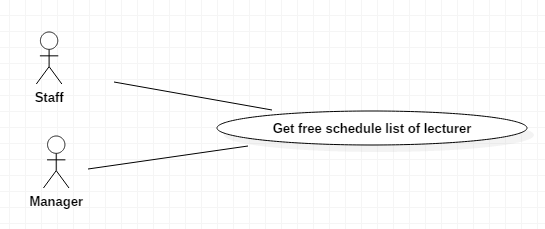 Staff
Get free schedule list of lecturer
Manager